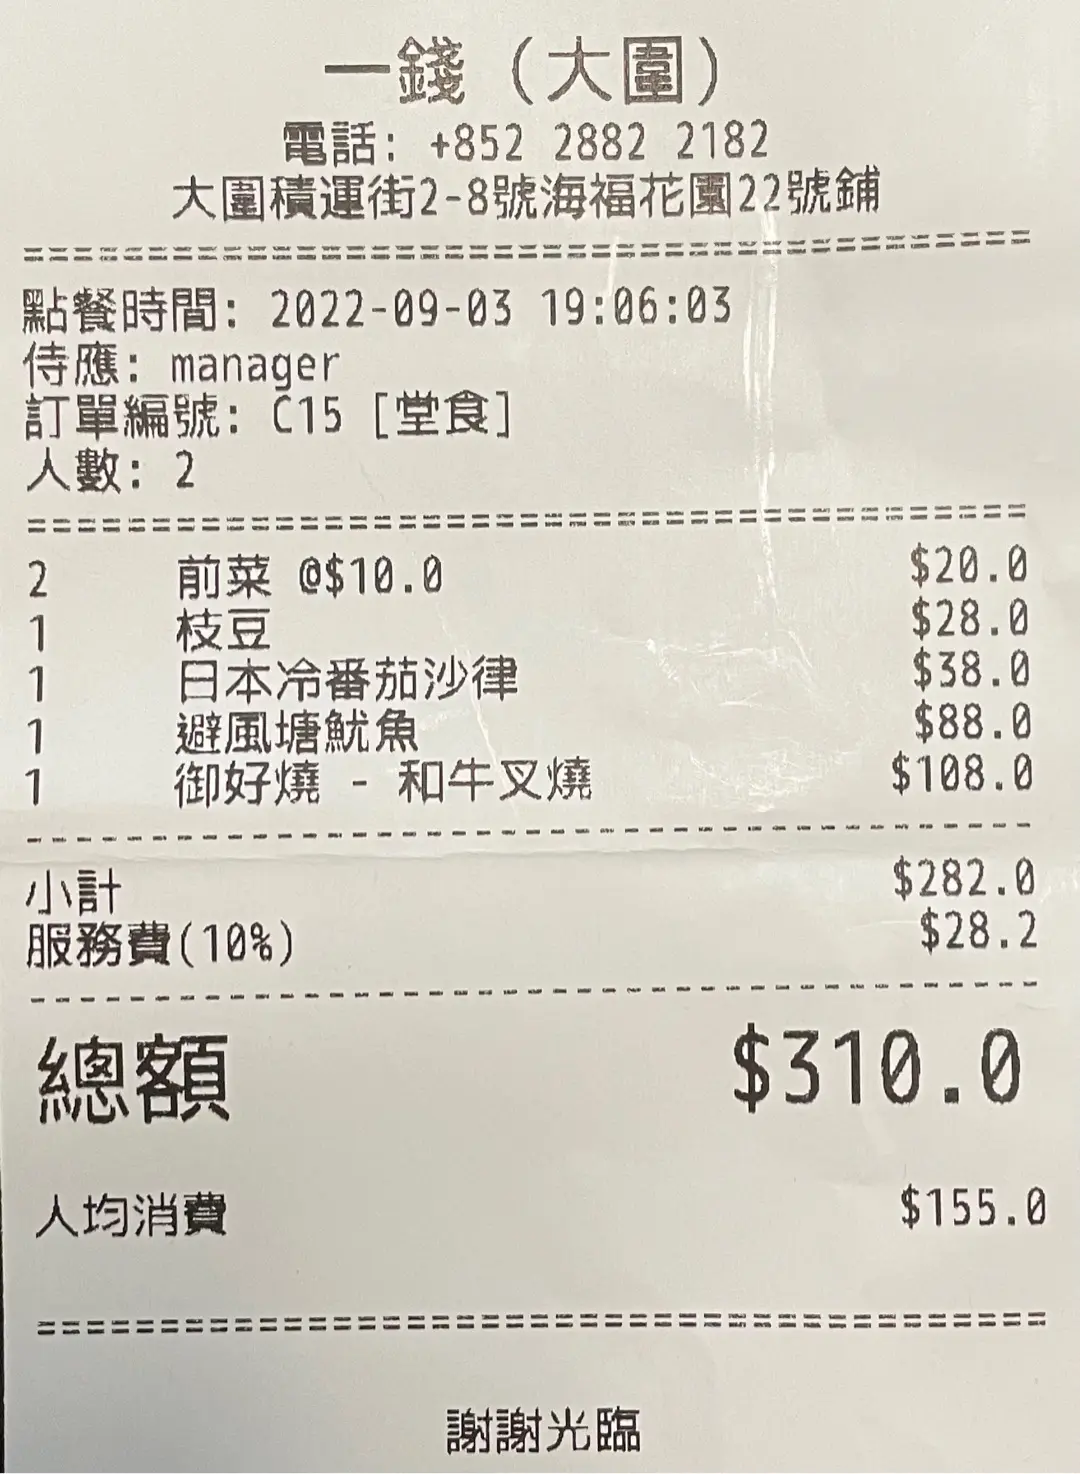 一錢（大圍）
電話: +852 2882 2182
大圍積運街2-8號海福花園22號鋪
點餐時間: 2022-09-03 19:06:03
侍應: manager
訂單編號: C15 [堂食]
人數: 2
2 前菜 @$10.0 $20.0
1 枝豆 $28.0
1 日本冷番茄沙律 $38.0
1 避風塘魷魚 $88.0
1 御好燒 - 和牛叉燒 $108.0
小計 $282.0
服務費(10%) $28.2
總額 $310.0
人均消費 $155.0
謝謝光臨